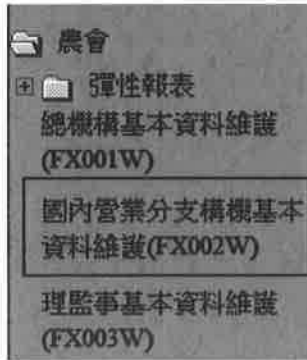 農會
彈性報表
總機構基本資料維護
(FX001W)
國內營業分支構機基本
資料維護(FX002W)
理監事基本資料維護
(FX003W)